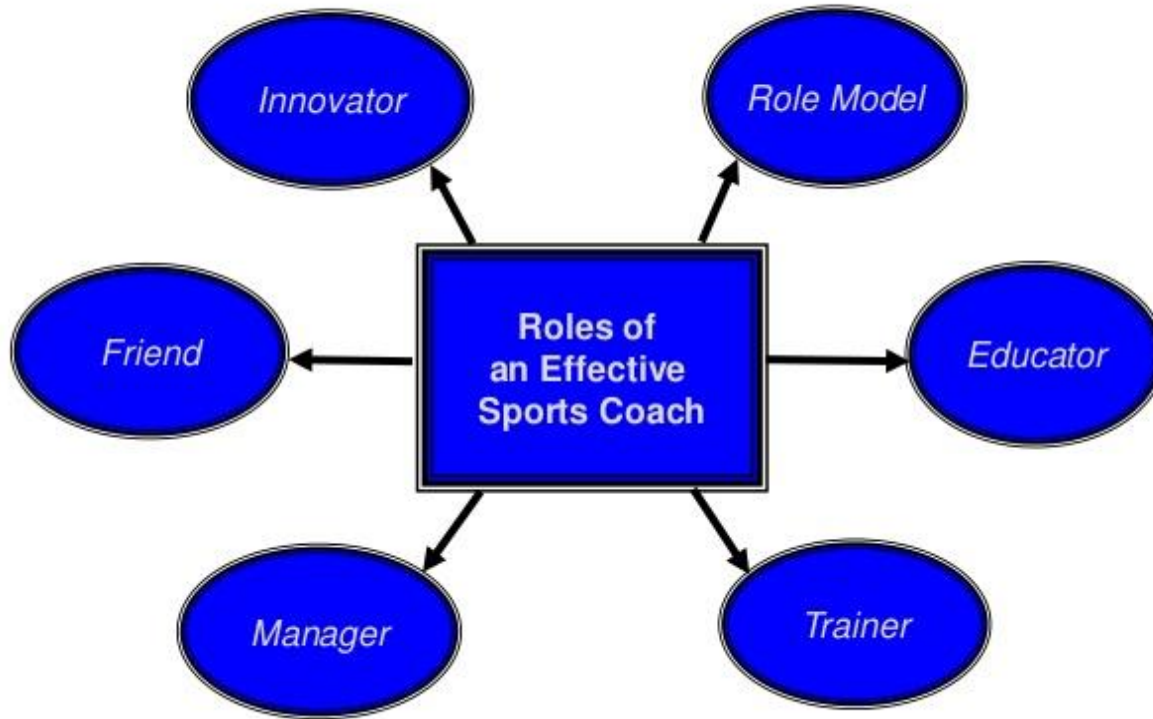 Innovator
Role Model
Friend
Roles of
an Effective
Sports Coach
Educator
Manager
Trainer